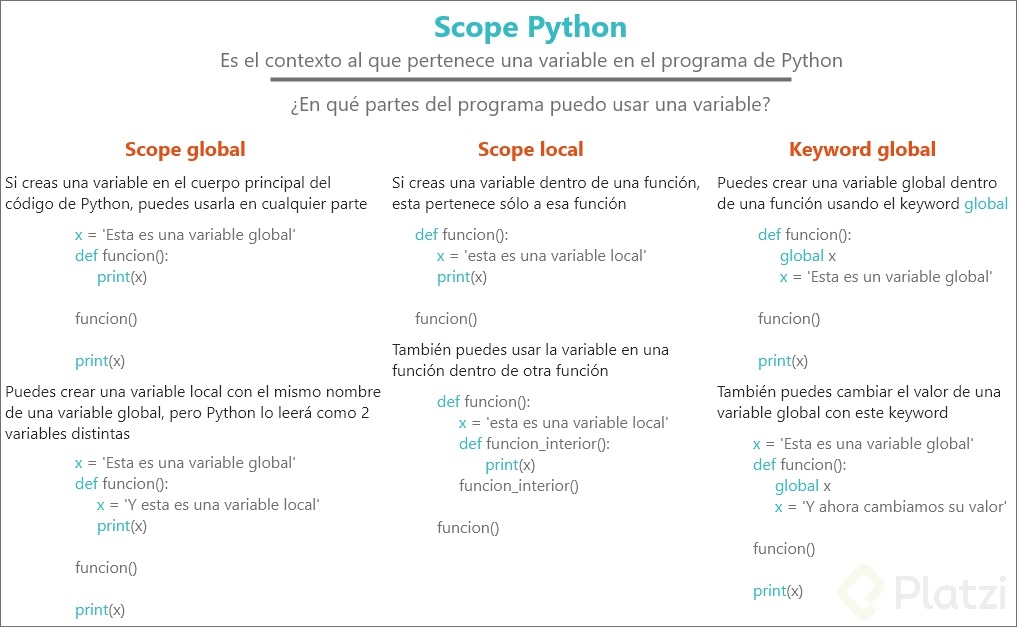 Scope Python
Es el contexto al que pertenece una variable en el programa de Python
¿En qué partes del programa puedo usar una variable?
Scope global
Si creas una variable en el cuerpo principal del
código de Python, puedes usarla en cualquier parte
x = 'Esta es una variable global'
def funcion():
print(x)
funcion()
print(x)
Puedes crear una variable local con el mismo nombre
de una variable global, pero Python lo leerá como 2
variables distintas
x = 'Esta es una variable global'
def funcion():
x = 'Y esta es una variable local'
print(x)
funcion()
print(x)
Scope local
Si creas una variable dentro de una función,
esta pertenece sólo a esa función
def funcion():
x = 'esta es una variable local'
print(x)
funcion()
También puedes usar la variable en una
función dentro de otra función
def funcion():
x = 'esta es una variable local'
def funcion_interior():
print(x)
funcion_interior()
funcion()
Keyword global
Puedes crear una variable global dentro
de una función usando el keyword global
def funcion():
global x
x = 'Esta es un variable global'
funcion()
print(x)
También puedes cambiar el valor de una
variable global con este keyword
x = 'Esta es una variable global'
def funcion():
global x
x = 'Y ahora cambiamos su valor'
funcion()
print(x)
Platzi